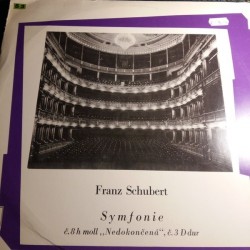 Franz Schubert
Symfonie
č. 8 h moll „Nedokončená", č. 3 D dur